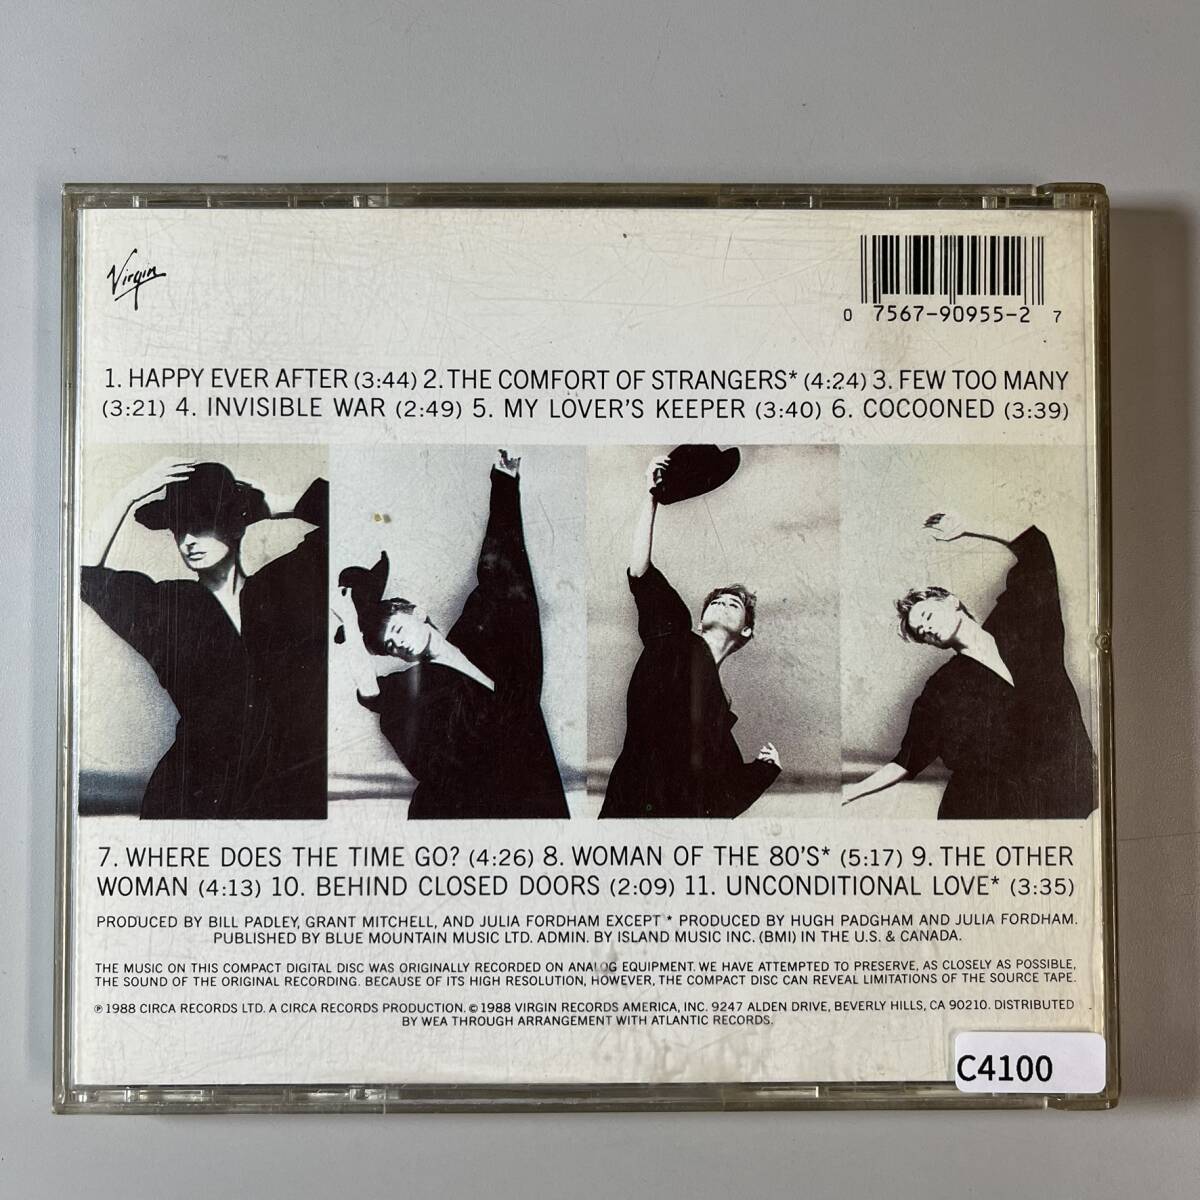 Virgin
0 7567-90955-2 7
1. HAPPY EVER AFTER (3:44) 2. THE COMFORT OF STRANGERS* (4:24) 3. FEW TOO MANY
(3:21) 4. INVISIBLE WAR (2:49) 5. MY LOVER'S KEEPER (3:40) 6. COCOONED (3:39)
7. WHERE DOES THE TIME GO? (4:26) 8. WOMAN OF THE 80'S* (5:17) 9. THE OTHER
WOMAN (4:13) 10. BEHIND CLOSED DOORS (2:09) 11. UNCONDITIONAL LOVE* (3:35)
PRODUCED BY BILL PADLEY, GRANT MITCHELL, AND JULIA FORDHAM EXCEPT * PRODUCED BY HUGH PADGHAM AND JULIA FORDHAM.
PUBLISHED BY BLUE MOUNTAIN MUSIC LTD. ADMIN. BY ISLAND MUSIC INC. (BMI) IN THE U.S. & CANADA.
THE MUSIC ON THIS COMPACT DIGITAL DISC WAS ORIGINALLY RECORDED ON ANALOG EQUIPMENT. WE HAVE ATTEMPTED TO PRESERVE, AS CLOSELY AS POSSIBLE,
THE SOUND OF THE ORIGINAL RECORDING. BECAUSE OF ITS HIGH RESOLUTION, HOWEVER, THE COMPACT DISC CAN REVEAL LIMITATIONS OF THE SOURCE TAPE.
℗ 1988 CIRCA RECORDS LTD. A CIRCA RECORDS PRODUCTION. © 1988 VIRGIN RECORDS AMERICA, INC. 9247 ALDEN DRIVE, BEVERLY HILLS, CA 90210. DISTRIBUTED
BY WEA THROUGH ARRANGEMENT WITH ATLANTIC RECORDS.
C4100